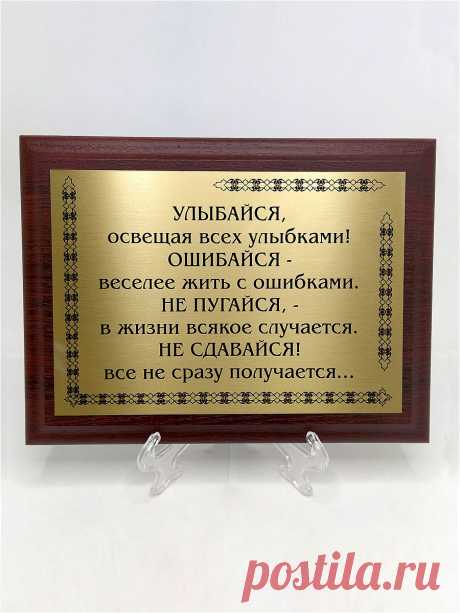 УЛЫБАЙСЯ,
освещая всех улыбками!
ОШИБАЙСЯ -
веселее жить с ошибками.
НЕ ПУГАЙСЯ, -
в жизни всякое случается.
НЕ СДАВАЙСЯ!
все не сразу получается...
postila.ru